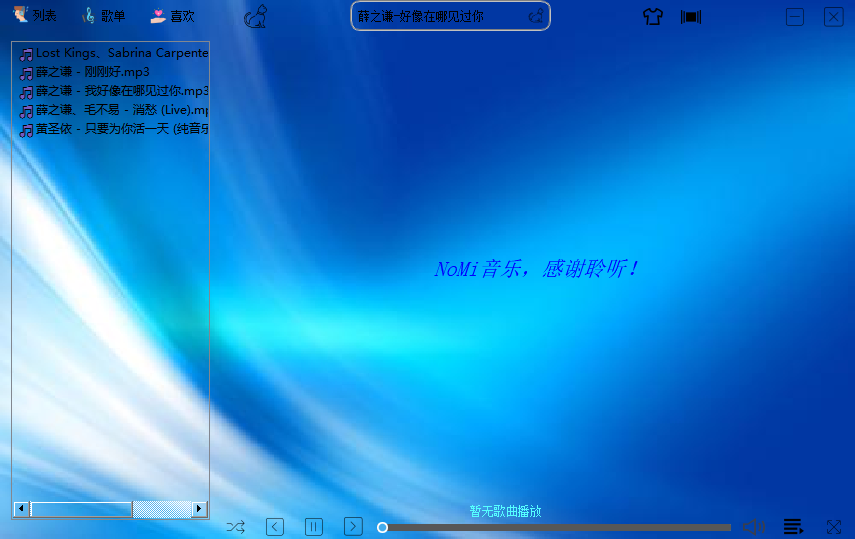 列表 歌单 喜欢 薛之谦-好像在哪见过你
Lost Kings、Sabrina Carpente
薛之谦 - 刚刚好.mp3
薛之谦 - 我好像在哪见过你.mp3
薛之谦、毛不易 - 消愁 (Live).mp
黄圣依 - 只要为你活一天 (纯音乐
NoMi音乐，感谢聆听！
暂无歌曲播放